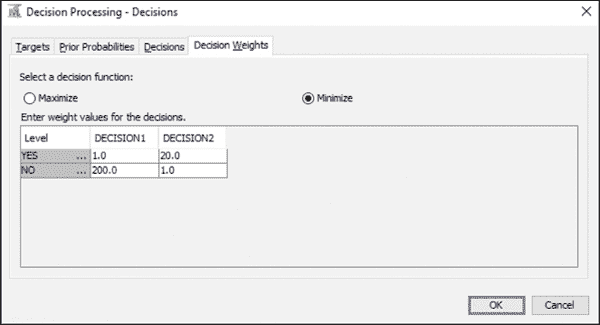 Decision Processing - Decisions
Targets Prior Probabilities Decisions Decision Weights
Select a decision function:
Maximize Minimize
Enter weight values for the decisions.
Level DECISION1 DECISION2
YES ... 1.0 20.0
NO ... 200.0 1.0
OK Cancel